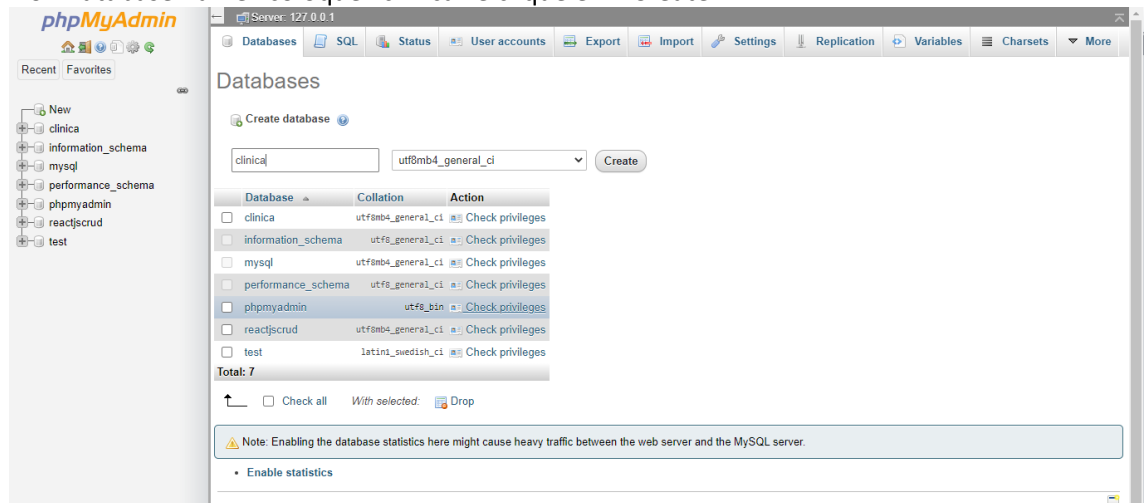 phpMyAdmin
Recent Favorites
New
clinica
information_schema
mysql
performance_schema
phpmyadmin
reactjscrud
test
Server: 127.0.0.1
Databases SQL Status User accounts Export Import Settings Replication Variables Charsets More
Databases
Create database
clinica utf8mb4_general_ci Create
Database Collation Action
clinica utf8mb4_general_ci Check privileges
information_schema utf8_general_ci Check privileges
mysql utf8mb4_general_ci Check privileges
performance_schema utf8_general_ci Check privileges
phpmyadmin utf8_bin Check privileges
reactjscrud utf8mb4_general_ci Check privileges
test latin1_swedish_ci Check privileges
Total: 7
Check all With selected: Drop
Note: Enabling the database statistics here might cause heavy traffic between the web server and the MySQL server.
Enable statistics